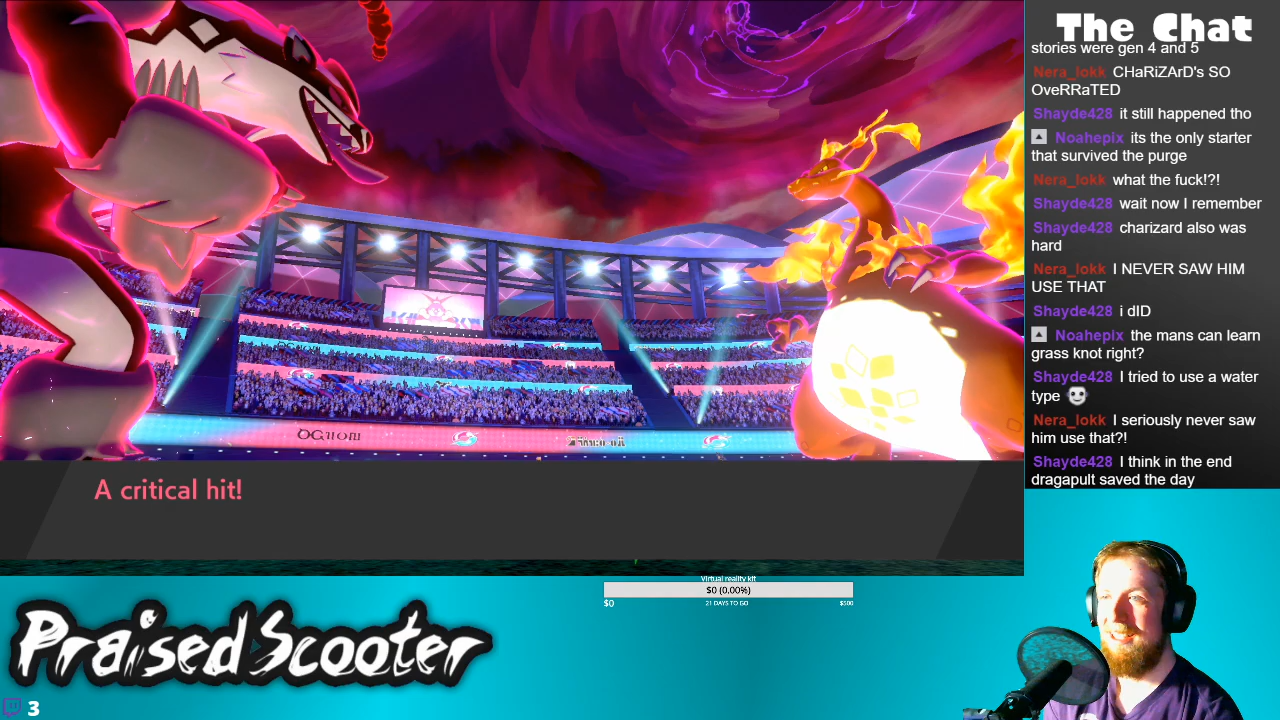 The Chat
stories were gen 4 and 5
Nera_lokk CHaRiZArD's SO
OveRRaTED
Shayde428 it still happened tho
Noahepix its the only starter
that survived the purge
Nera_lokk what the fuck!?!
Shayde428 wait now I remember
Shayde428 charizard also was
hard
Nera_lokk I NEVER SAW HIM
USE THAT
Shayde428 i dID
Noahepix the mans can learn
grass knot right?
Shayde428 I tried to use a water
type
Nera_lokk I seriously never saw
him use that?!
Shayde428 I think in the end
dragapult saved the day
A critical hit!
Virtual reality kit
$0 (0.00%)
$0 21 DAYS TO GO $500
Praised Scooter
3